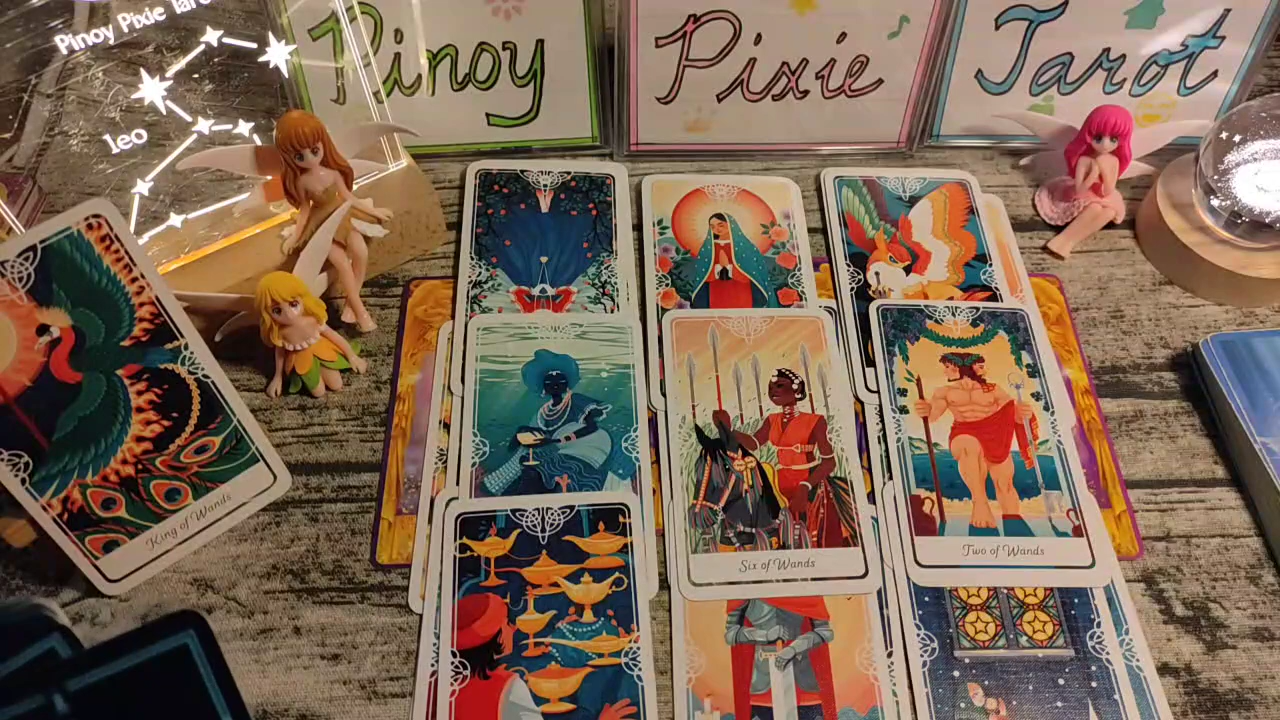 Pinoy Pixie Tarot
leo
Pinoy
Pixie
Tarot
King of Wands
Six of Wands
Two of Wands